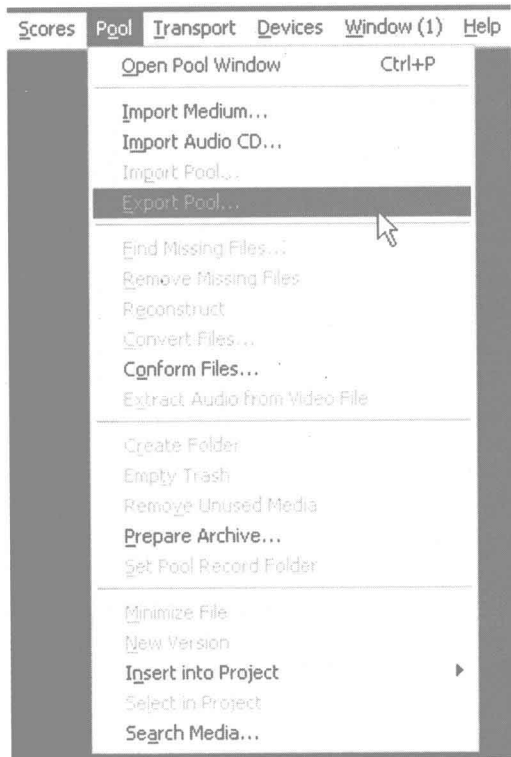 Scores Pool Transport Devices Window (1) Help
Open Pool Window Ctrl+P
Import Medium...
Import Audio CD...
Import Pool...
Export Pool...
Find Missing Files...
Remove Missing Files
Reconstruct
Convert Files...
Conform Files...
Extract Audio from Video File
Create Folder
Empty Trash
Remove Unused Media
Prepare Archive...
Set Pool Record Folder
Minimize File
New Version
Insert into Project
Select in Project
Search Media...